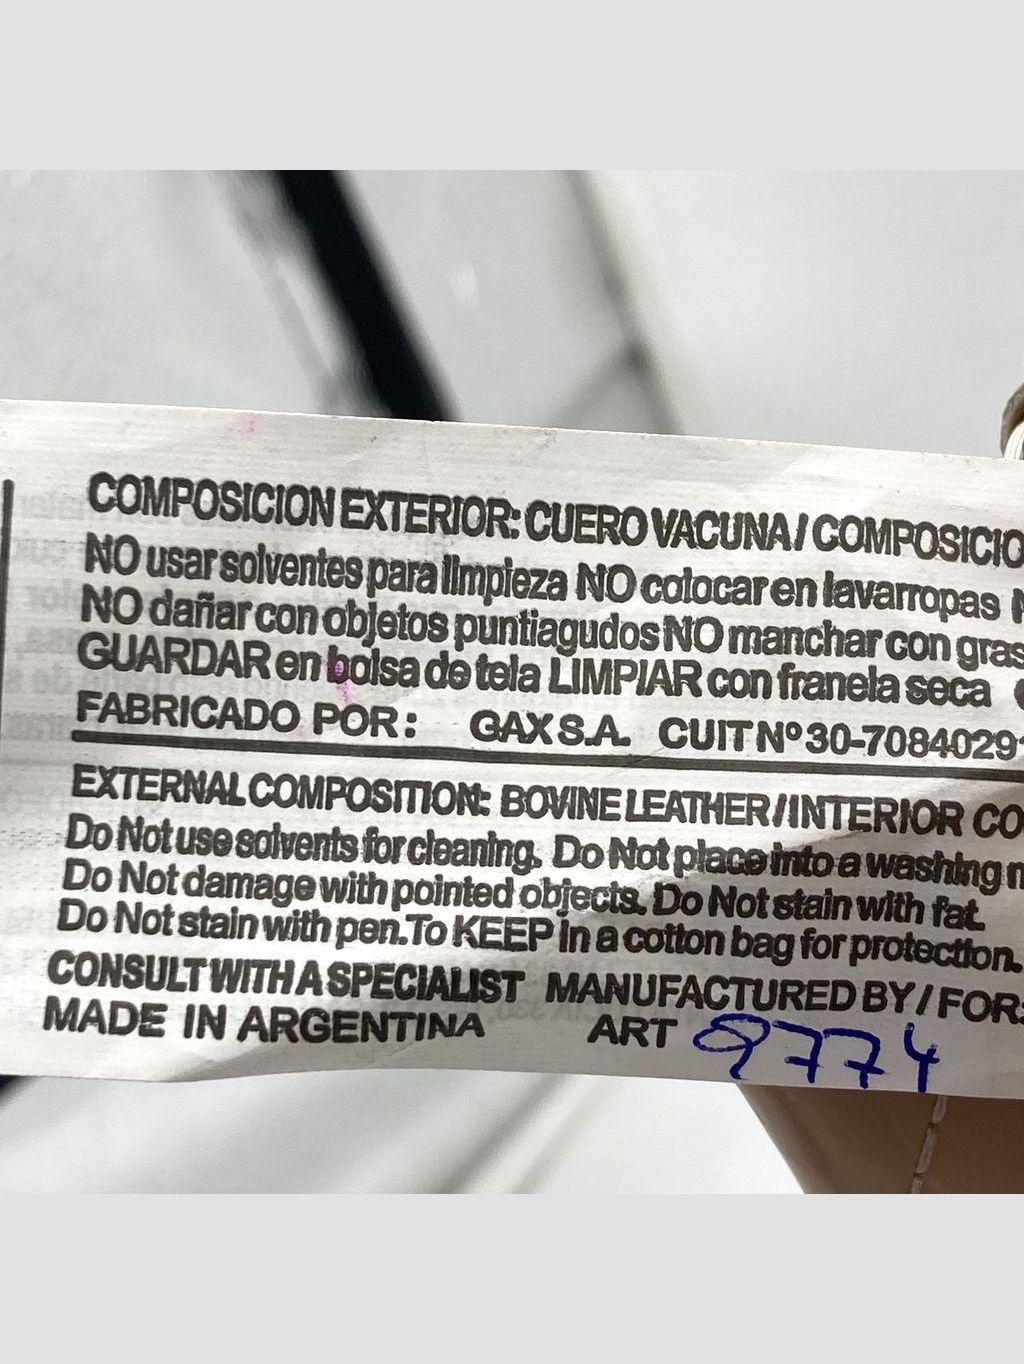 COMPOSICION EXTERIOR: CUERO VACUNA / COMPOSICIO
NO usar solventes para limpieza NO colocar en lavarropas
NO dañar con objetos puntiagudos NO manchar con gras
GUARDAR en bolsa de tela LIMPIAR con franela seca
FABRICADO POR: GAX S.A. CUIT Nº 30-7084029
EXTERNAL COMPOSITION: BOVINE LEATHER / INTERIOR CO
Do Not use solvents for cleaning. Do Not place into a washing
Do Not damage with pointed objects. Do Not stain with fat.
Do Not stain with pen. To KEEP in a cotton bag for protection.
CONSULT WITH A SPECIALIST MANUFACTURED BY / FOR:
MADE IN ARGENTINA ART 9774